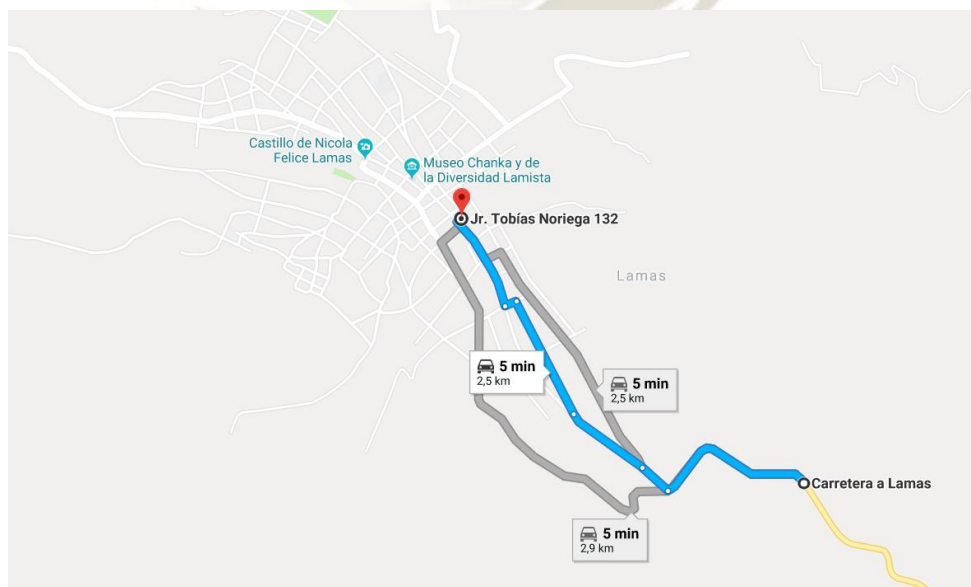 Castillo de Nicola
Felice Lamas
Museo Chanka y de
la Diversidad Lamista
Jr. Tobías Noriega 132
Lamas
5 min
2,5 km
5 min
2,5 km
Carretera a Lamas
5 min
2,9 km